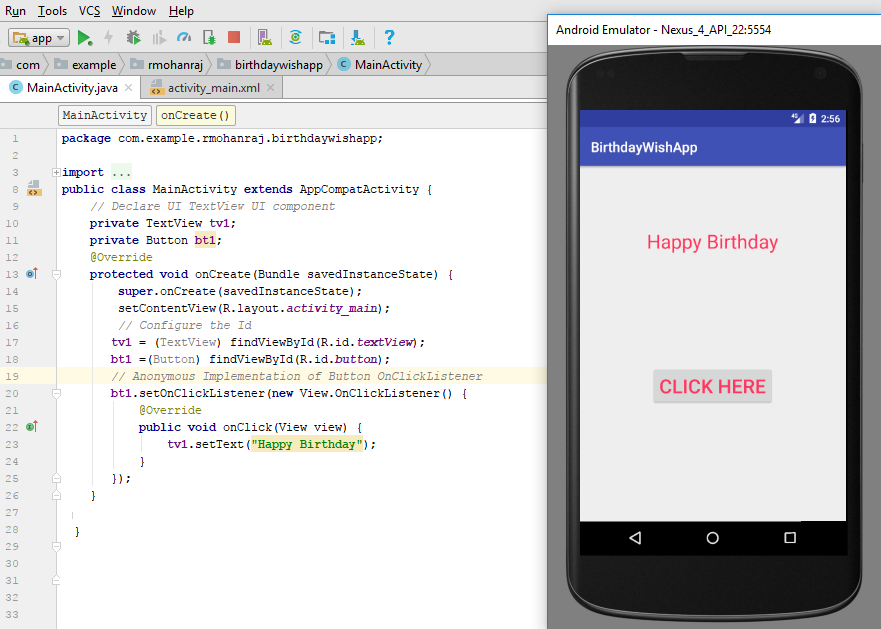 Run Tools VCS Window Help
app
com example rmohanraj birthdaywishapp MainActivity
MainActivity.java activity_main.xml
MainActivity onCreate()
1 package com.example.rmohanraj.birthdaywishapp;
2
3 import ...
8 public class MainActivity extends AppCompatActivity {
9 // Declare UI TextView UI component
10 private TextView tv1;
11 private Button bt1;
12 @Override
13 protected void onCreate(Bundle savedInstanceState) {
14 super.onCreate(savedInstanceState);
15 setContentView(R.layout.activity_main);
16 // Configure the Id
17 tv1 = (TextView) findViewById(R.id.textView);
18 bt1 =(Button) findViewById(R.id.button);
19 // Anonymous Implementation of Button OnClickListener
20 bt1.setOnClickListener(new View.OnClickListener() {
21 @Override
22 public void onClick(View view) {
23 tv1.setText("Happy Birthday");
24 }
25 });
26 }
27
28 }
29
30
31
32
33
Android Emulator - Nexus_4_API_22:5554
4G 2:56
BirthdayWishApp
Happy Birthday
CLICK HERE